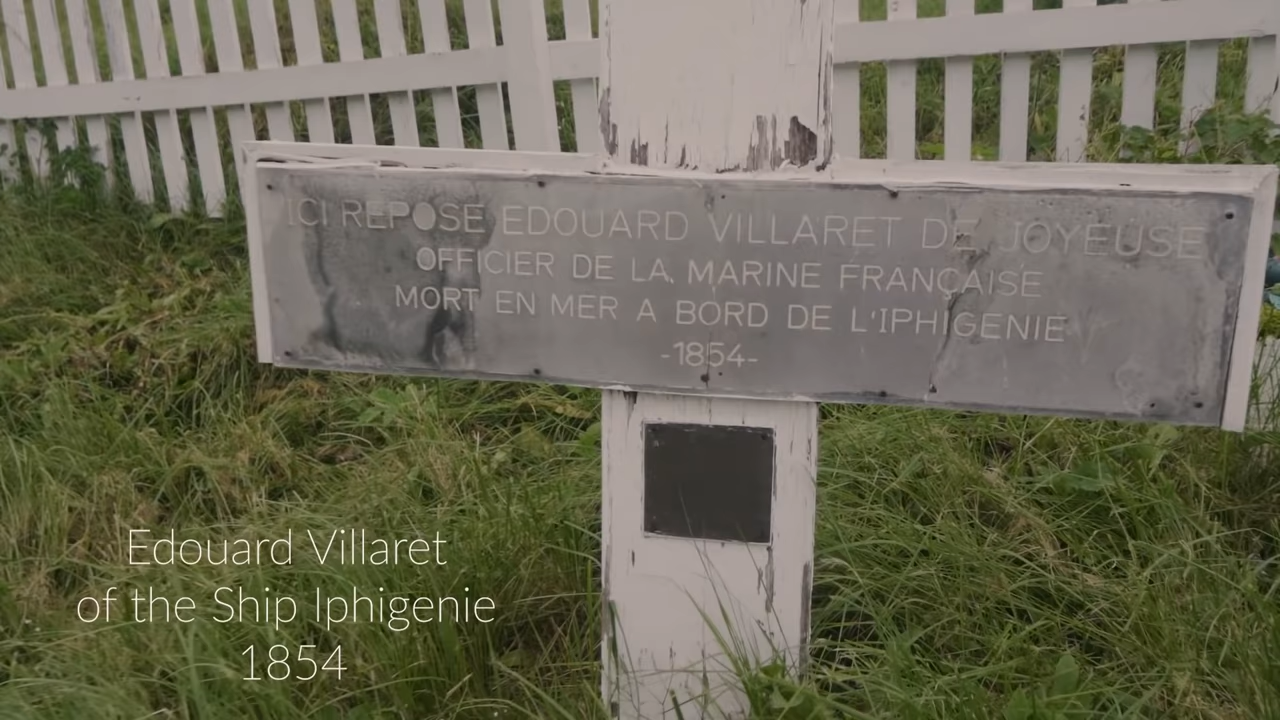 ICI REPOSE EDOUARD VILLARET DE JOYEUSE
OFFICIER DE LA MARINE FRANÇAISE
MORT EN MER A BORD DE L'IPHIGENIE
-1854-
Edouard Villaret
of the Ship Iphigenie
1854